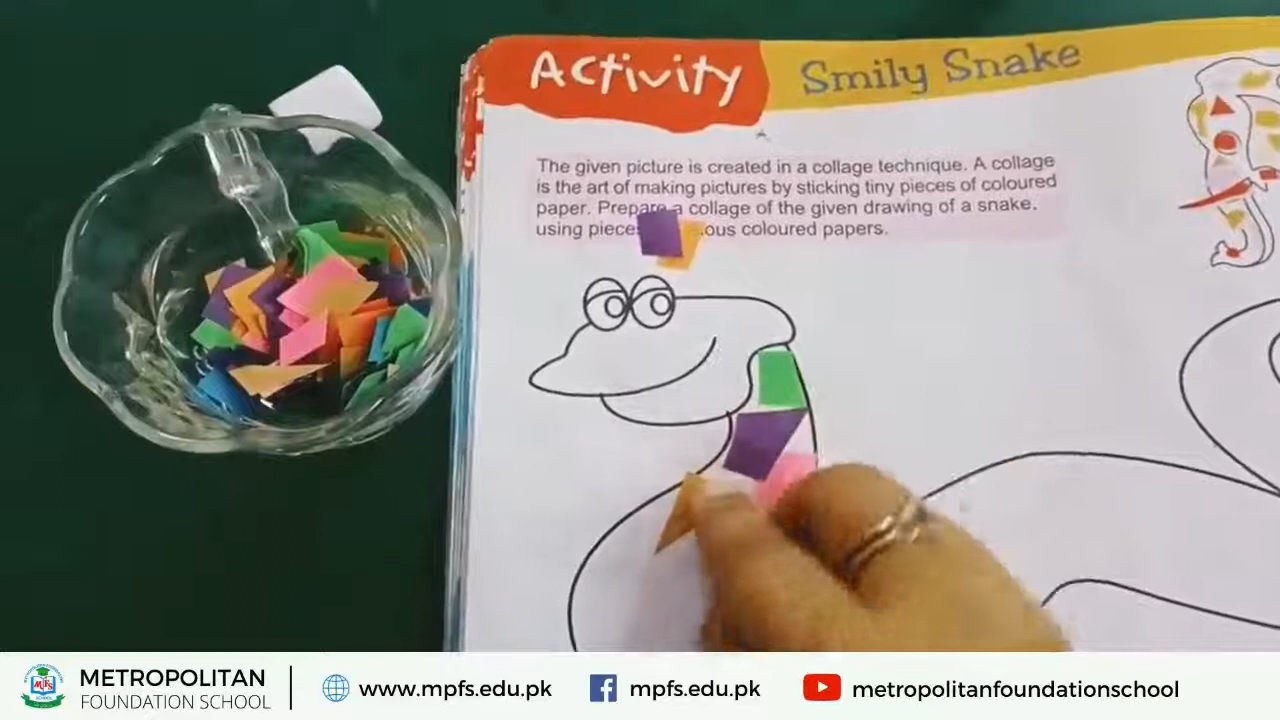 Activity
Smily Snake
The given picture is created in a collage technique. A collage
is the art of making pictures by sticking tiny pieces of coloured
paper. Prepare a collage of the given drawing of a snake.
using piece ous coloured papers.
METROPOLITAN
FOUNDATION SCHOOL
www.mpfs.edu.pk
mpfs.edu.pk
metropolitanfoundationschool